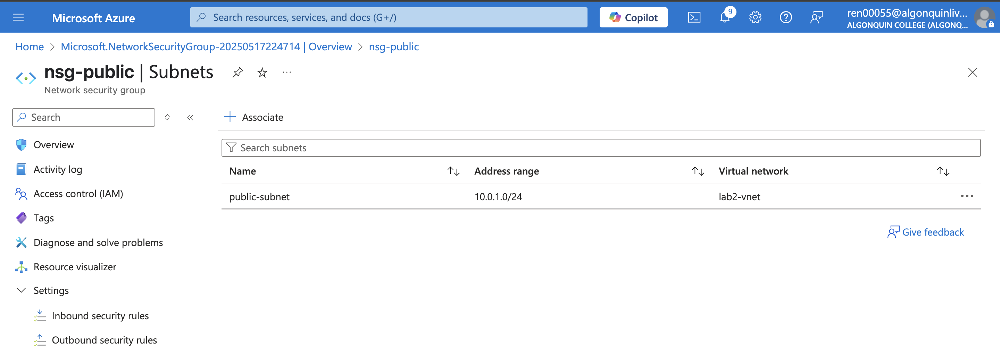 Microsoft Azure
Search resources, services, and docs (G+/)
Copilot
9
ren00055@algonquinliv...
ALGONQUIN COLLEGE (ALGONQ...
Home > Microsoft.NetworkSecurityGroup-20250517224714 | Overview > nsg-public
nsg-public | Subnets
Network security group
Search
Associate
Overview
Search subnets
Activity log
Name Address range Virtual network
Access control (IAM)
public-subnet 10.0.1.0/24 lab2-vnet
Tags
Give feedback
Diagnose and solve problems
Resource visualizer
Settings
Inbound security rules
Outbound security rules